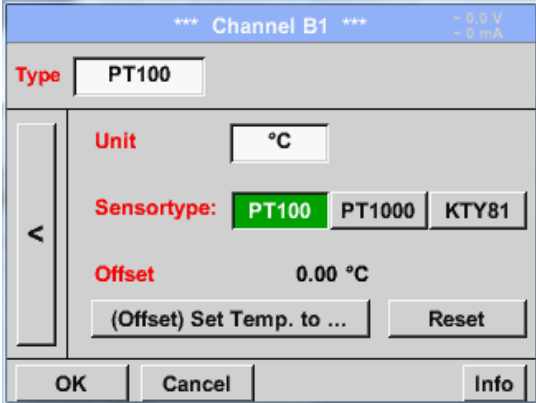 *** Channel B1 ***
~ 0.0 V
~ 0 mA
Type PT100
Unit °C
Sensortype: PT100 PT1000 KTY81
<
Offset 0.00 °C
(Offset) Set Temp. to ... Reset
OK Cancel Info